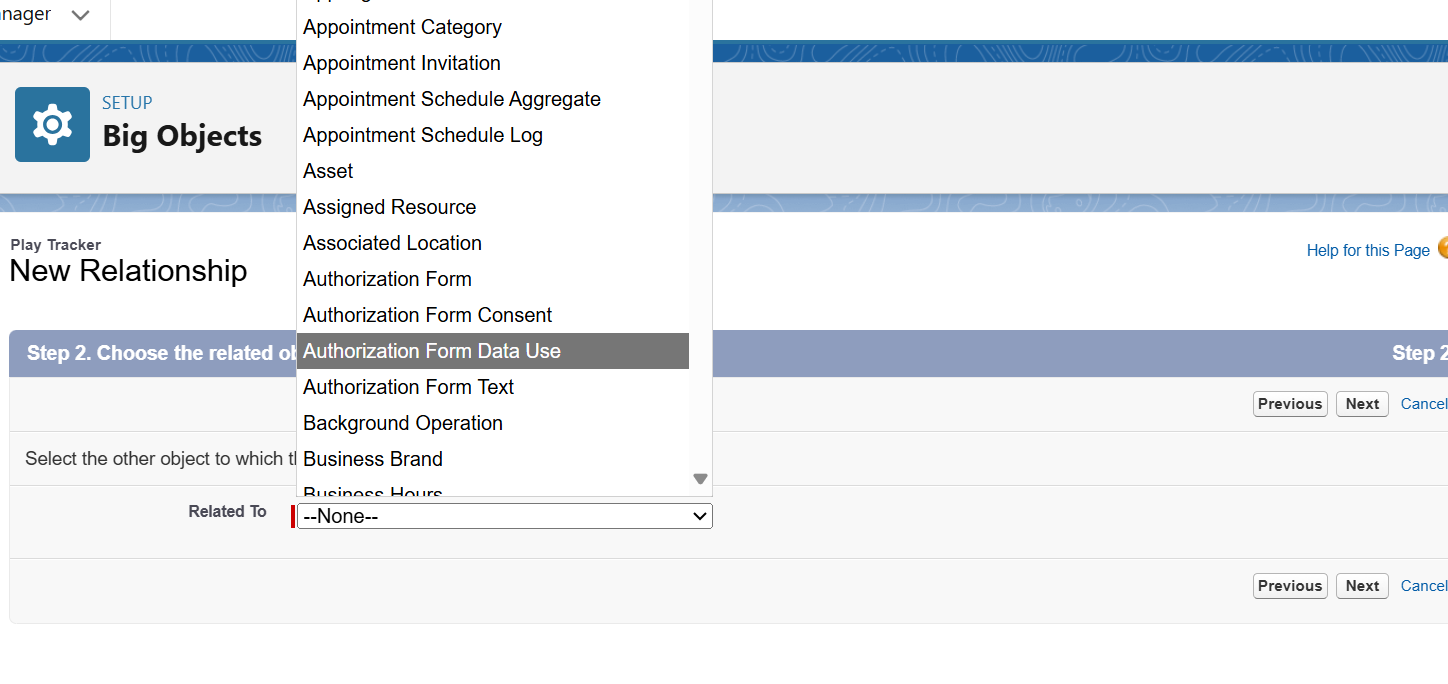 Appointment Category
Appointment Invitation
SETUP
Big Objects
Appointment Schedule Aggregate
Appointment Schedule Log
Asset
Assigned Resource
Associated Location
Play Tracker
New Relationship
Help for this Page
Authorization Form
Authorization Form Consent
Step 2. Choose the related
Authorization Form Data Use
Step 2
Authorization Form Text
Previous Next Cancel
Background Operation
Select the other object to which
Business Brand
Business Hours
Related To
--None--
Previous Next Cancel